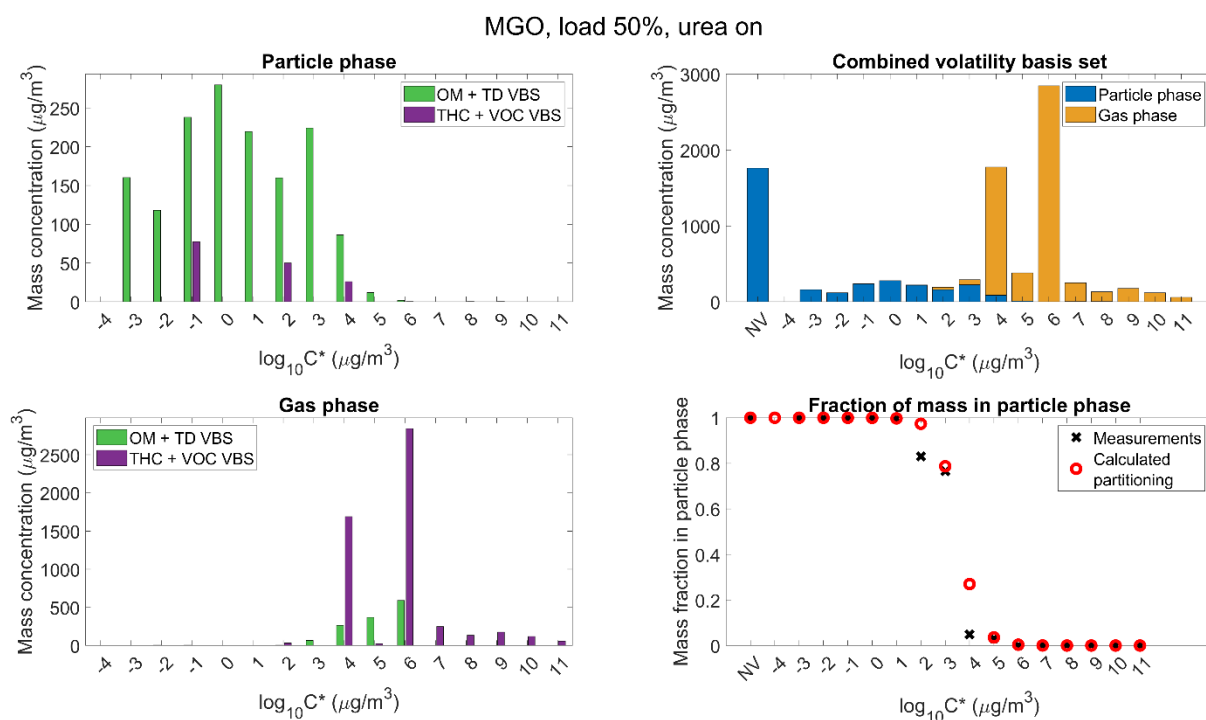 MGO, load 50%, urea on
Particle phase
Mass concentration (μg/m³)
250
200
150
100
50
0
OM + TD VBS
THC + VOC VBS
-4 -3 -2 -1 0 1 2 3 4 5 6 7 8 9 10 11
log₁₀C* (μg/m³)
Combined volatility basis set
Mass concentration (μg/m³)
3000
2000
1000
0
Particle phase
Gas phase
NV -4 -3 -2 -1 0 1 2 3 4 5 6 7 8 9 10 11
log₁₀C* (μg/m³)
Gas phase
Mass concentration (μg/m³)
2500
2000
1500
1000
500
0
OM + TD VBS
THC + VOC VBS
-4 -3 -2 -1 0 1 2 3 4 5 6 7 8 9 10 11
log₁₀C* (μg/m³)
Fraction of mass in particle phase
Mass fraction in particle phase
1
0.8
0.6
0.4
0.2
0
Measurements
Calculated
partitioning
NV -4 -3 -2 -1 0 1 2 3 4 5 6 7 8 9 10 11
log₁₀C* (μg/m³)